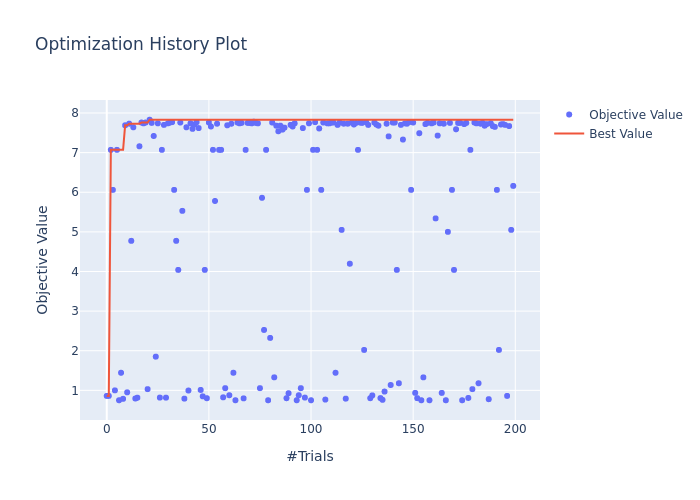 Optimization History Plot
Objective Value
Best Value
8
7
6
5
4
3
2
1
Objective Value
0
50
100
150
200
#Trials